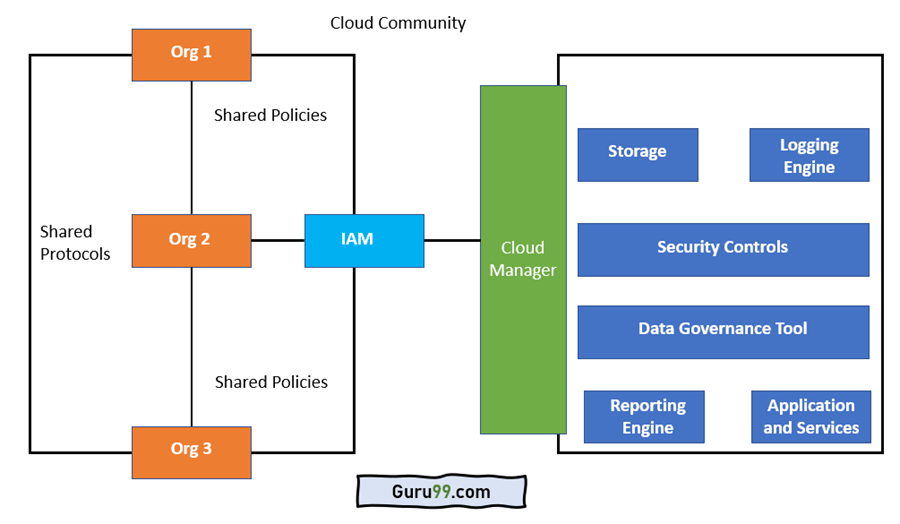 Cloud Community
Org 1
Shared Policies
Shared
Protocols
Org 2
IAM
Shared Policies
Org 3
Cloud
Manager
Storage
Logging
Engine
Security Controls
Data Governance Tool
Reporting
Engine
Application
and Services
Guru99.com